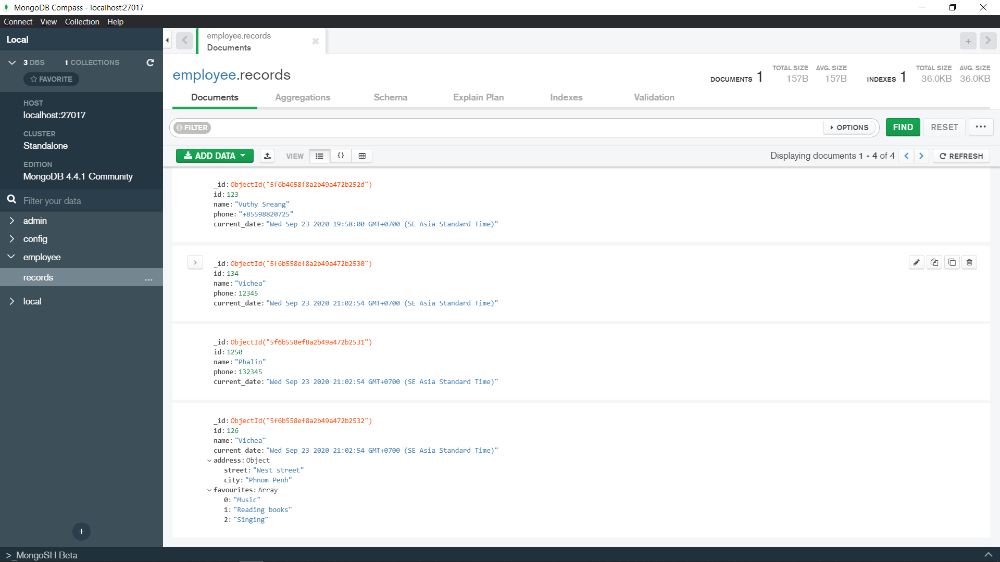 MongoDB Compass - localhost:27017
Connect View Collection Help
Local
3 DBS 1 COLLECTIONS
FAVORITE
HOST
localhost:27017
CLUSTER
Standalone
EDITION
MongoDB 4.4.1 Community
Filter your data
admin
config
employee
records ...
local
+
>_MongoSH Beta
employee.records
Documents
employee.records
DOCUMENTS 1
TOTAL SIZE 157B
AVG. SIZE 157B
INDEXES 1
TOTAL SIZE 36.0KB
AVG. SIZE 36.0KB
Documents Aggregations Schema Explain Plan Indexes Validation
FILTER OPTIONS FIND RESET ...
ADD DATA VIEW {} Displaying documents 1 - 4 of 4 REFRESH
_id: ObjectId("5f6b4658f8a2b49a472b252d")
id: 123
name: "Vuthy Sreang"
phone: "+85598820725"
current_date: "Wed Sep 23 2020 19:58:00 GMT+0700 (SE Asia Standard Time)"
_id: ObjectId("5f6b558ef8a2b49a472b2530")
id: 134
name: "Vichea"
phone: 12345
current_date: "Wed Sep 23 2020 21:02:54 GMT+0700 (SE Asia Standard Time)"
_id: ObjectId("5f6b558ef8a2b49a472b2531")
id: 1250
name: "Phalin"
phone: 132345
current_date: "Wed Sep 23 2020 21:02:54 GMT+0700 (SE Asia Standard Time)"
_id: ObjectId("5f6b558ef8a2b49a472b2532")
id: 126
name: "Vichea"
current_date: "Wed Sep 23 2020 21:02:54 GMT+0700 (SE Asia Standard Time)"
address: Object
street: "West street"
city: "Phnom Penh"
favourites: Array
0: "Music"
1: "Reading books"
2: "Singing"